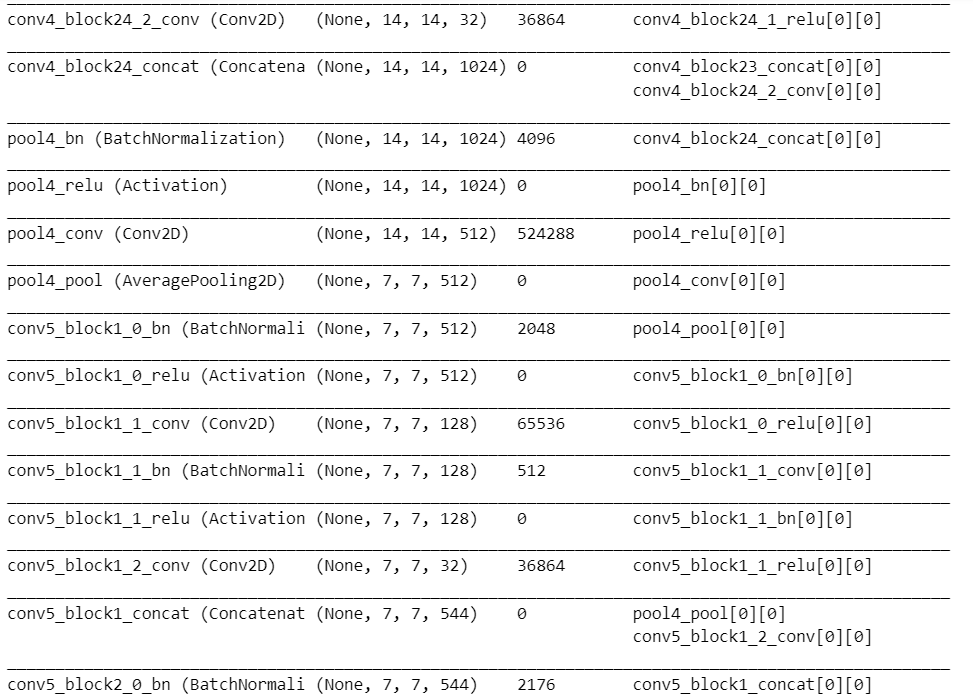 conv4_block24_2_conv (Conv2D) (None, 14, 14, 32) 36864 conv4_block24_1_relu[0][0]
conv4_block24_concat (Concatena (None, 14, 14, 1024) 0 conv4_block23_concat[0][0]
conv4_block24_2_conv[0][0]
pool4_bn (BatchNormalization) (None, 14, 14, 1024) 4096 conv4_block24_concat[0][0]
pool4_relu (Activation) (None, 14, 14, 1024) 0 pool4_bn[0][0]
pool4_conv (Conv2D) (None, 14, 14, 512) 524288 pool4_relu[0][0]
pool4_pool (AveragePooling2D) (None, 7, 7, 512) 0 pool4_conv[0][0]
conv5_block1_0_bn (BatchNormali (None, 7, 7, 512) 2048 pool4_pool[0][0]
conv5_block1_0_relu (Activation (None, 7, 7, 512) 0 conv5_block1_0_bn[0][0]
conv5_block1_1_conv (Conv2D) (None, 7, 7, 128) 65536 conv5_block1_0_relu[0][0]
conv5_block1_1_bn (BatchNormali (None, 7, 7, 128) 512 conv5_block1_1_conv[0][0]
conv5_block1_1_relu (Activation (None, 7, 7, 128) 0 conv5_block1_1_bn[0][0]
conv5_block1_2_conv (Conv2D) (None, 7, 7, 32) 36864 conv5_block1_1_relu[0][0]
conv5_block1_concat (Concatenat (None, 7, 7, 544) 0 pool4_pool[0][0]
conv5_block1_2_conv[0][0]
conv5_block2_0_bn (BatchNormali (None, 7, 7, 544) 2176 conv5_block1_concat[0][0]